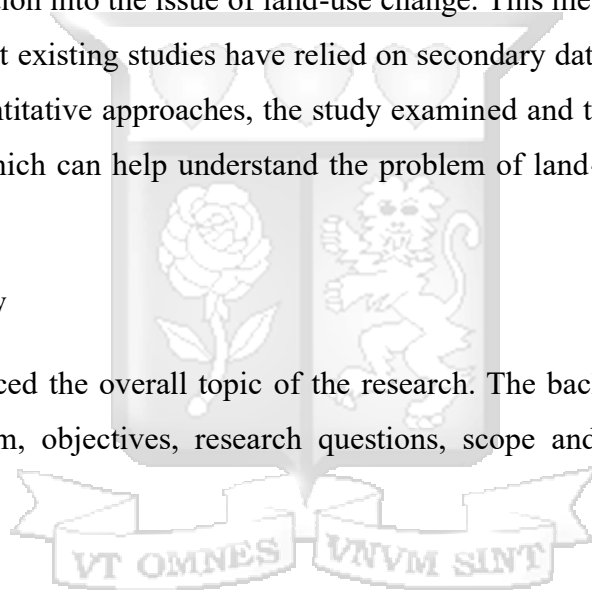 tion into the issue of land-use change. This me
t existing studies have relied on secondary dat
ntitative approaches, the study examined and t
hich can help understand the problem of land-
y
ced the overall topic of the research. The bac
m, objectives, research questions, scope and
VT OMNES VNVM SINT